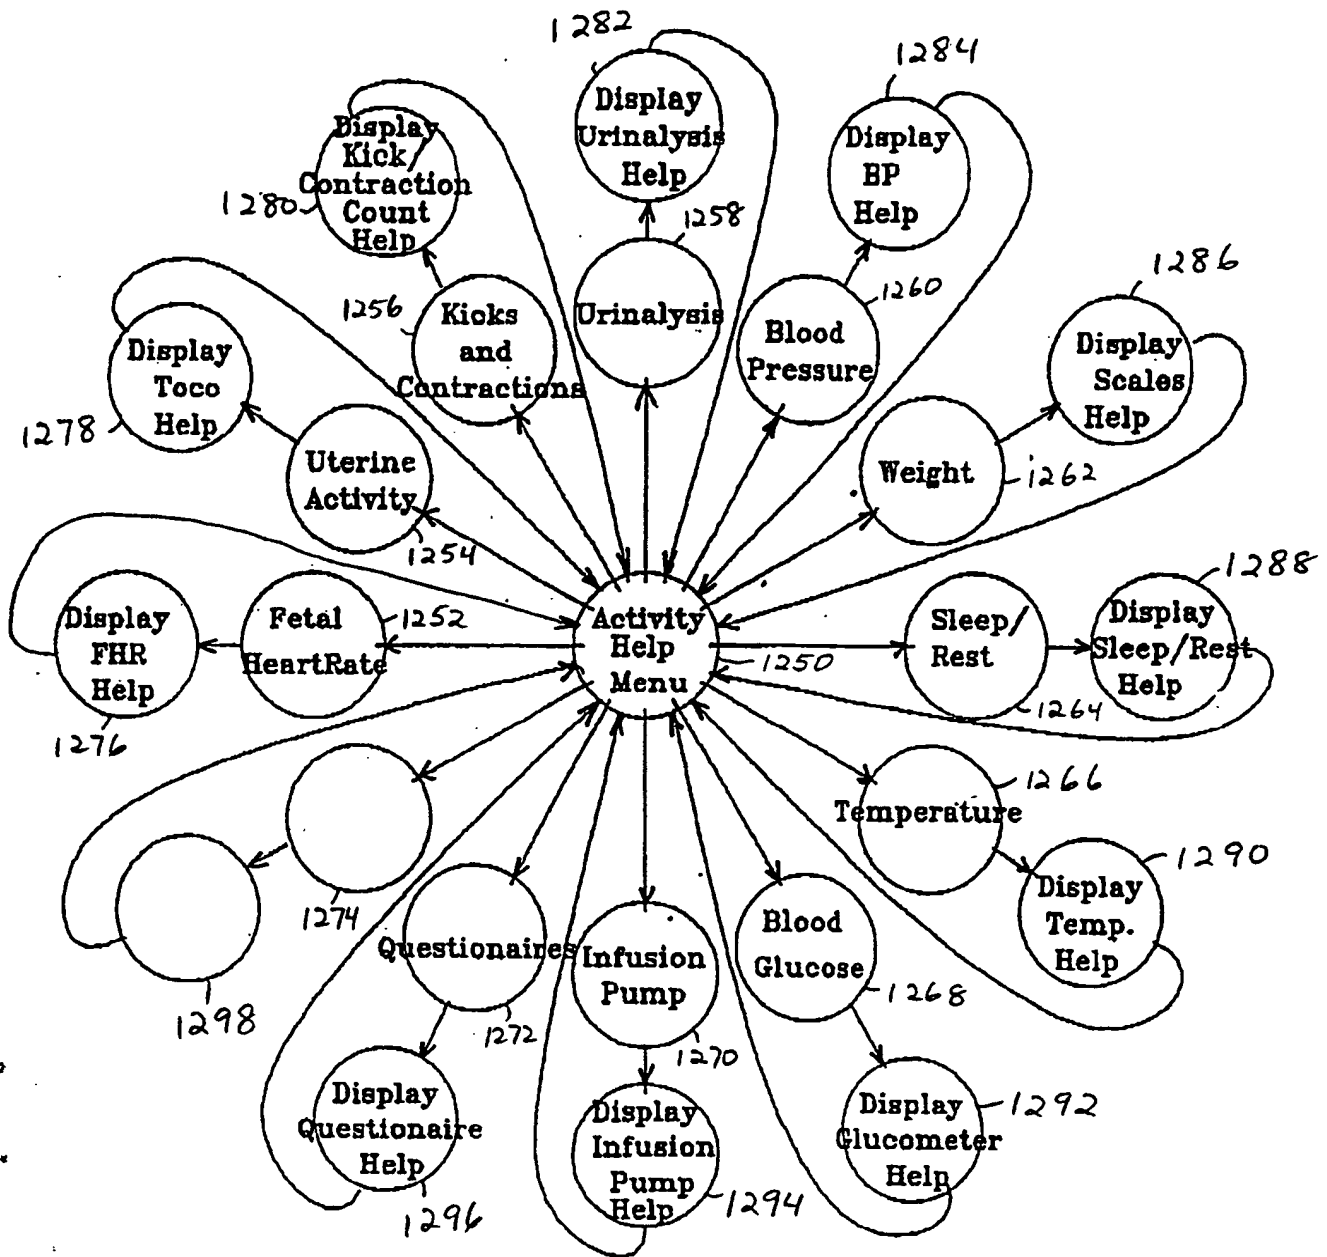 1282
1284
Display
Urinalysis
Help
Display
BP
Help
Display
Kick/
Contraction
Count
Help
1280
1258
1286
1260
1256
Kicks
and
Contractions
Urinalysis
Blood
Pressure
Display
Scales
Help
Display
Toco
Help
1278
Uterine
Activity
1254
Weight
1262
1288
Display
FHR
Help
1276
Fetal
HeartRate
1252
Activity
Help
Menu
1250
Sleep/
Rest
1264
Display
Sleep/Rest
Help
1266
Temperature
1290
Display
Temp.
Help
1274
1298
Questionaires
1272
Infusion
Pump
1270
Blood
Glucose
1268
Display
Questionaire
Help
1296
Display
Infusion
Pump
Help
1294
Display
Glucometer
Help
1292